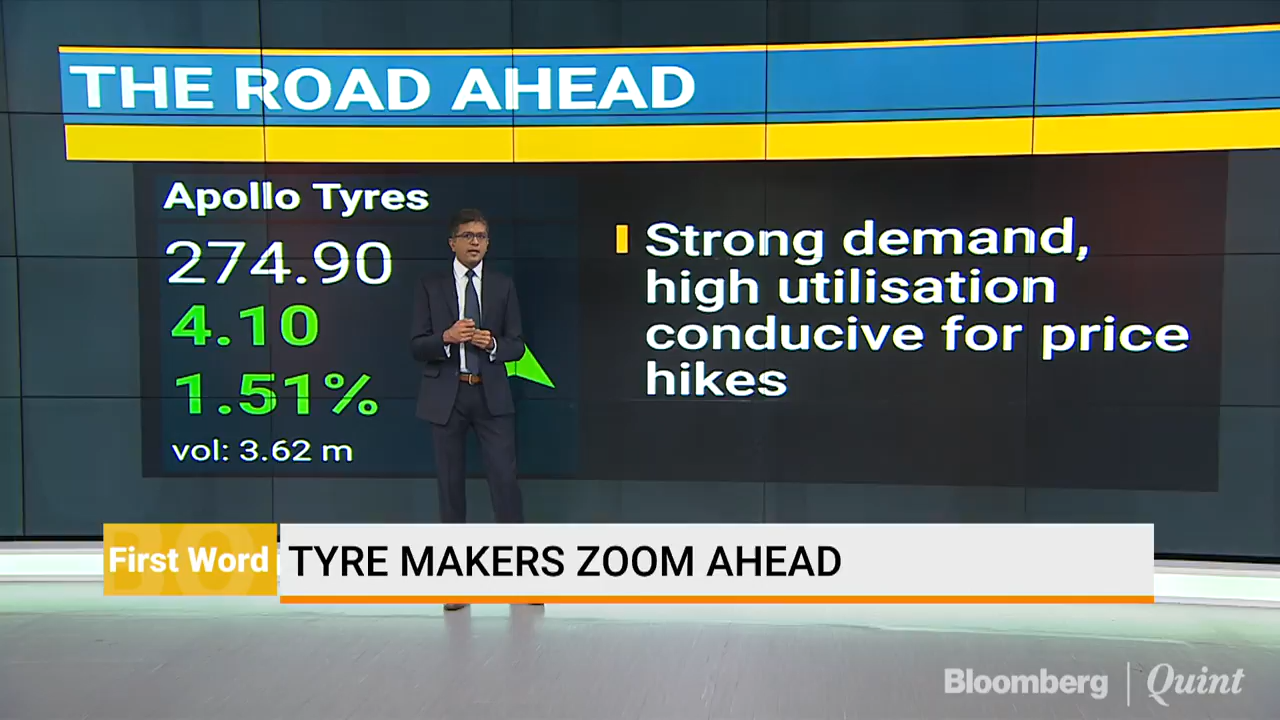 THE ROAD AHEAD
Apollo Tyres
274.90
4.10
1.51%
vol: 3.62 m
Strong demand,
high utilisation
conducive for price
hikes
First Word
TYRE MAKERS ZOOM AHEAD
Bloomberg | Quint